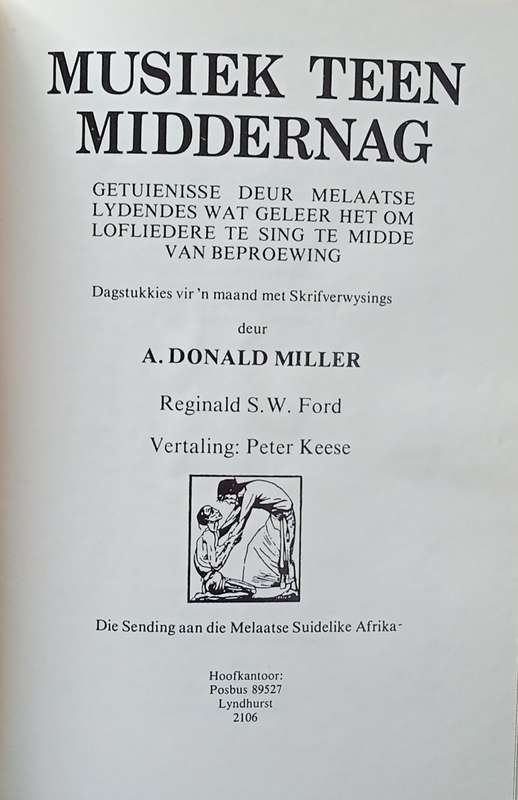 MUSIEK TEEN
MIDDERNAG
GETUIENISSE DEUR MELAATSE
LYDENDES WAT GELEER HET OM
LOFLIEDERE TE SING TE MIDDE
VAN BEPROEWING
Dagstukkies vir 'n maand met Skrifverwysings
deur
A. DONALD MILLER
Reginald S.W. Ford
Vertaling: Peter Keese
Die Sending aan die Melaatse Suidelike Afrika-
Hoofkantoor:
Posbus 89527
Lyndhurst
2106